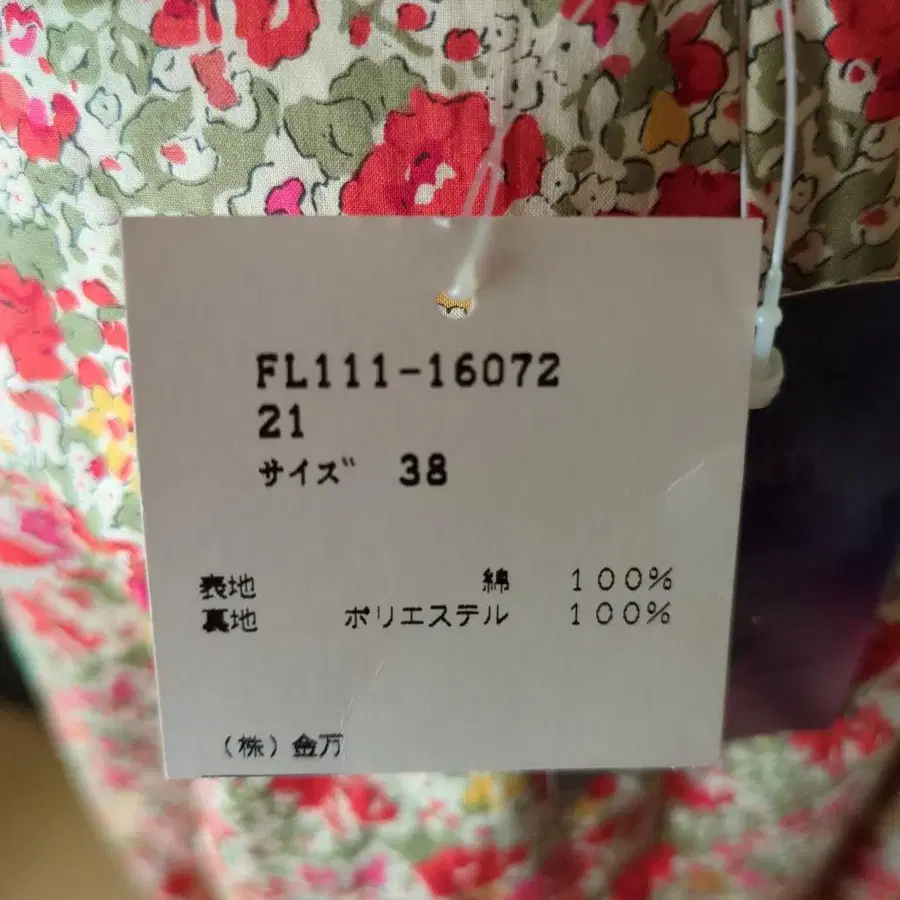 FL111-16072
21
サイズ 38
表地 綿 100%
裏地 ポリエステル 100%
(株)金万